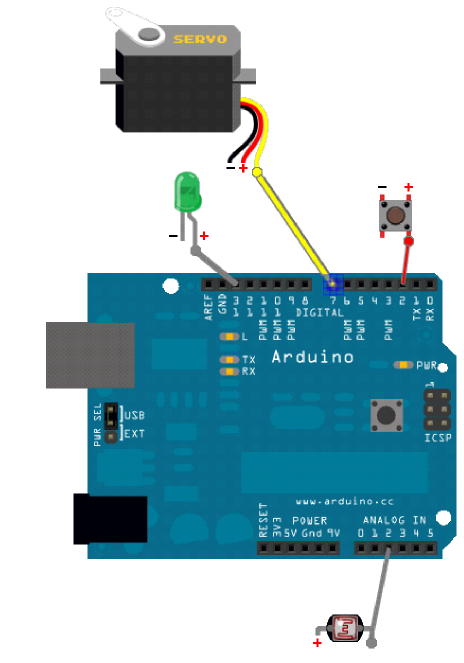 SERVO
- +
- +
- +
AREF GND 13 12 11 10 9 8 7 6 5 4 3 2 1 0
PWM PWM PWM DIGITAL PWM PWM PWM TX RX
L
TX
RX
Arduino
PWR
1
PWR SEL
USB
EXT
ICSP
www.arduino.cc
RESET 3V3 5V Gnd 9V
POWER
ANALOG IN
0 1 2 3 4 5
+